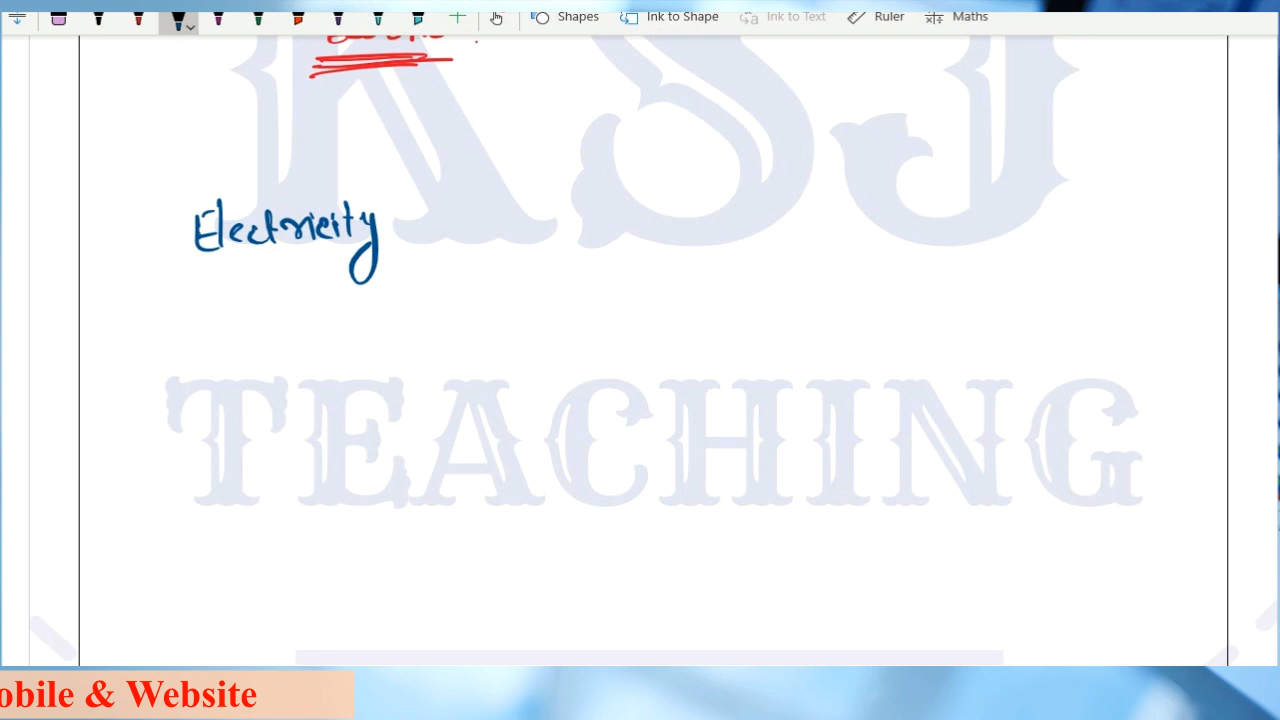 Shapes Ink to Shape Ink to Text Ruler Maths
KSJ
Electricity
TEACHING
obile & Website